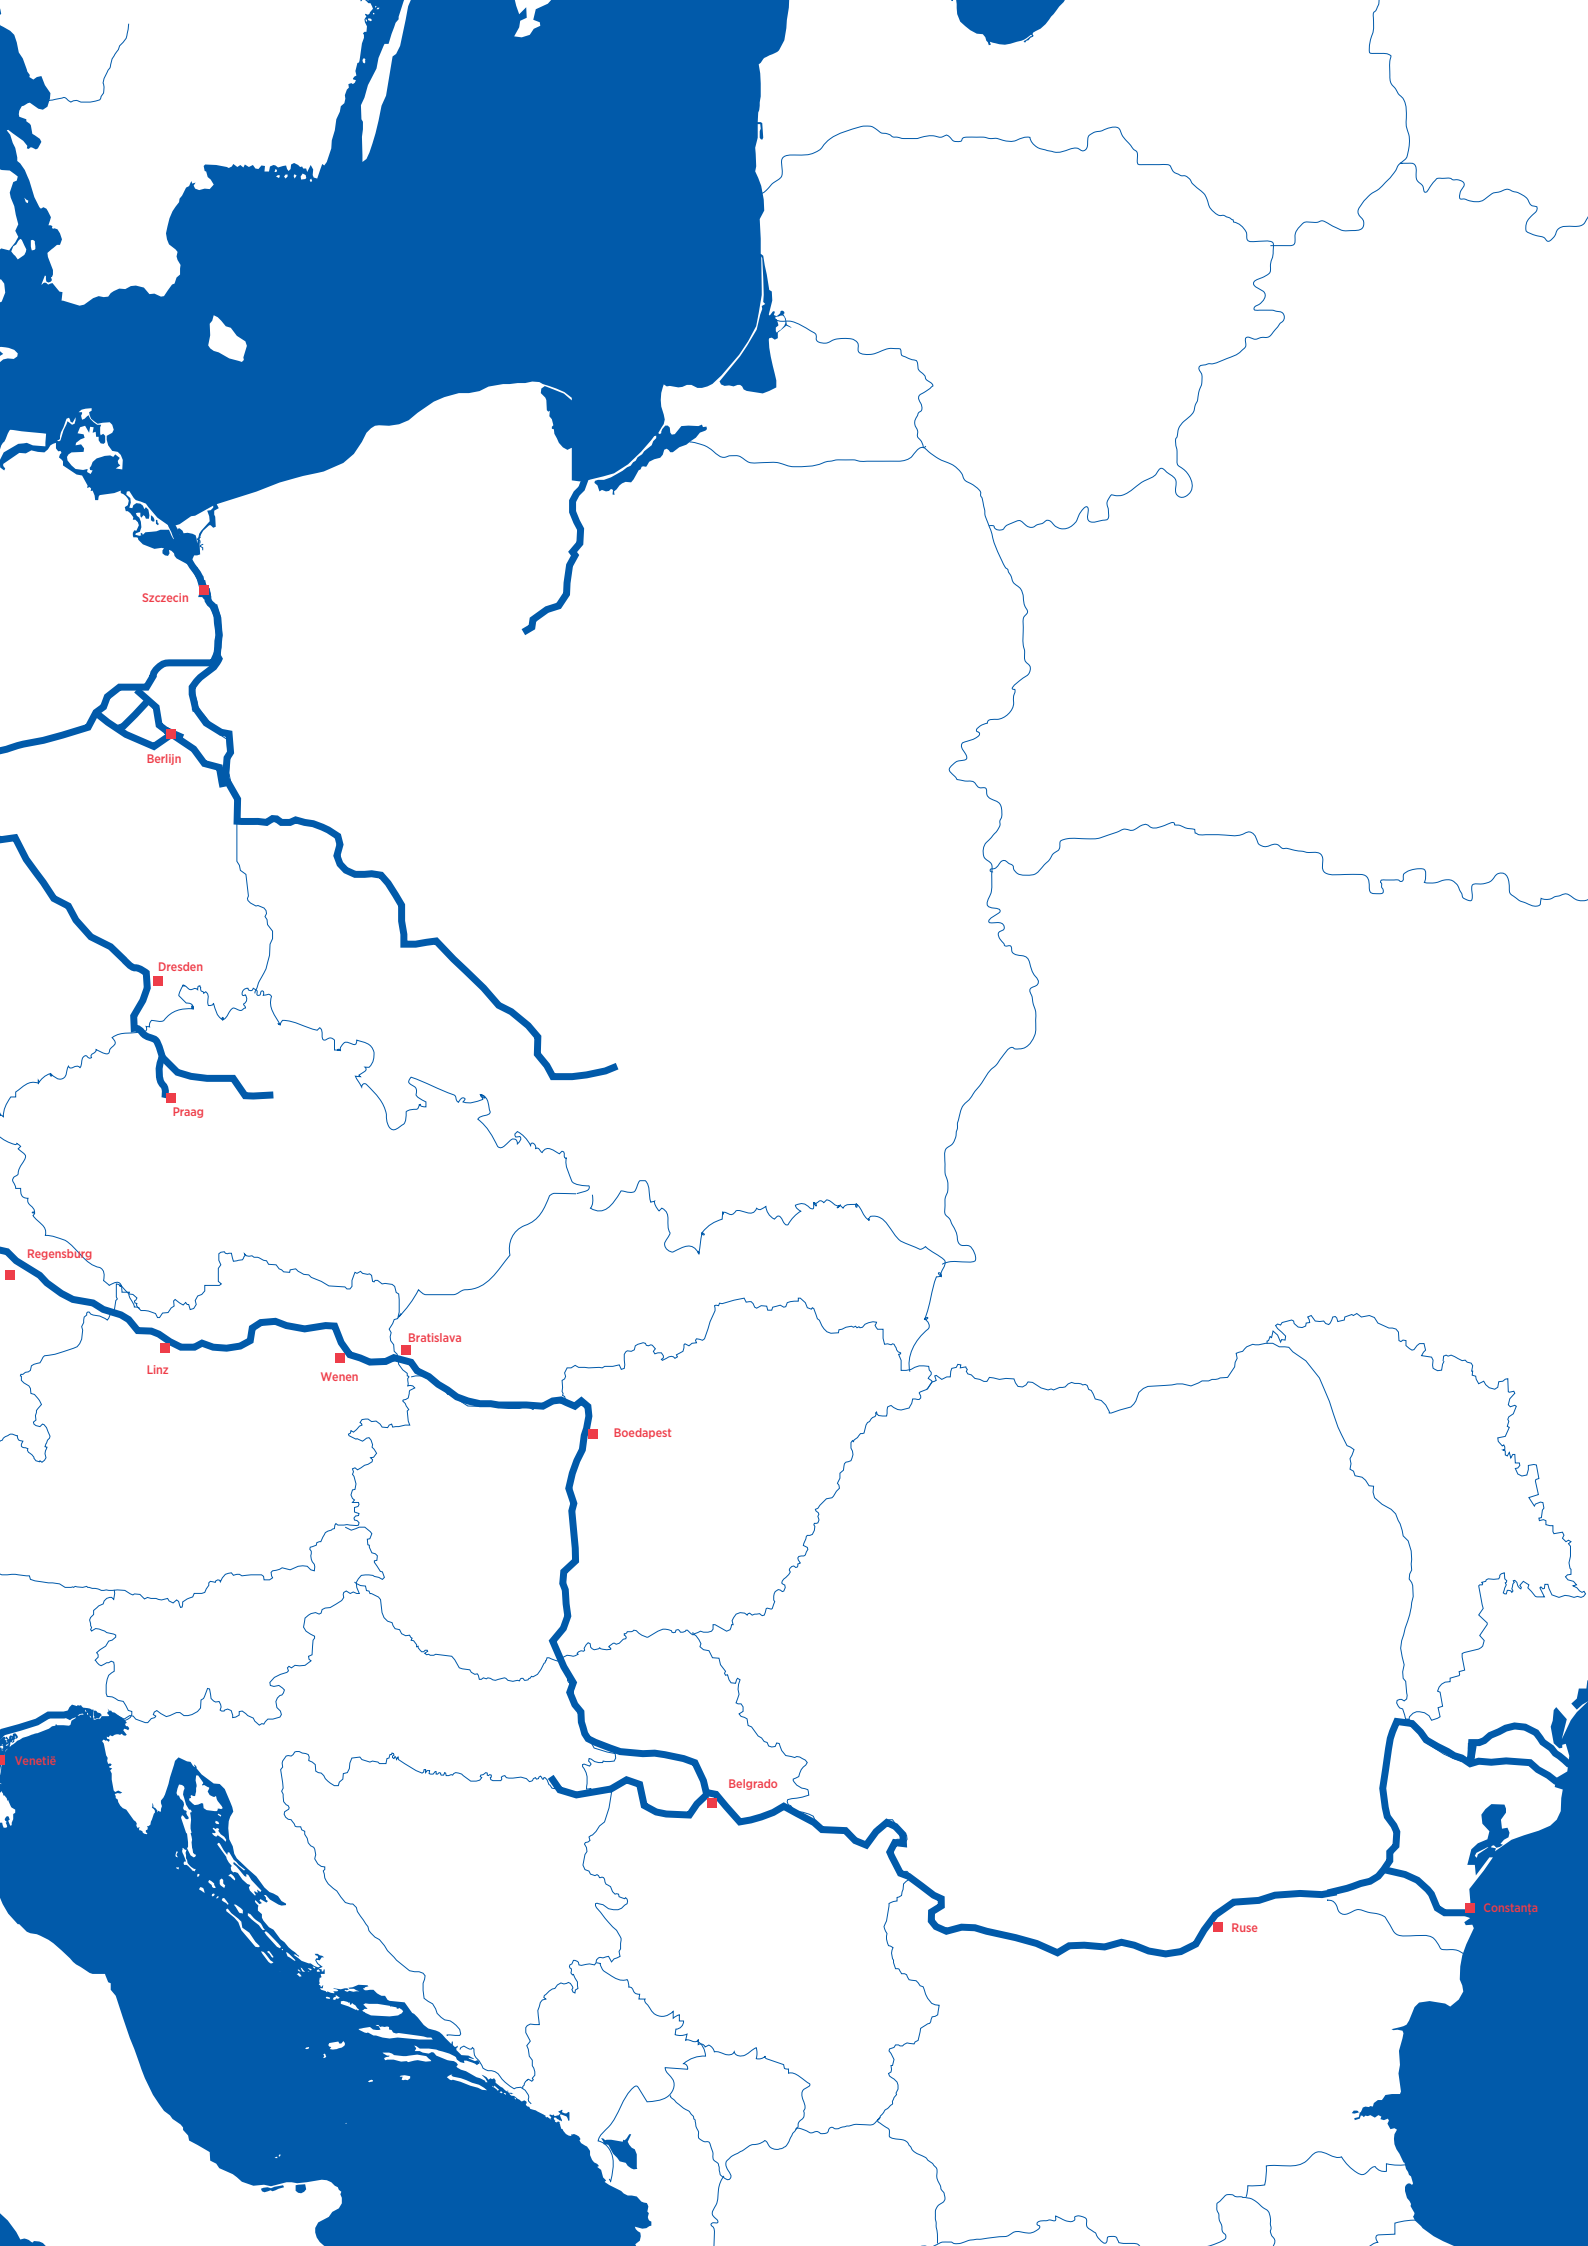 Szczecin
Berlijn
Dresden
Praag
Regensburg
Bratislava
Linz
Wenen
Boedapest
Venetië
Belgrado
Constanța
Ruse